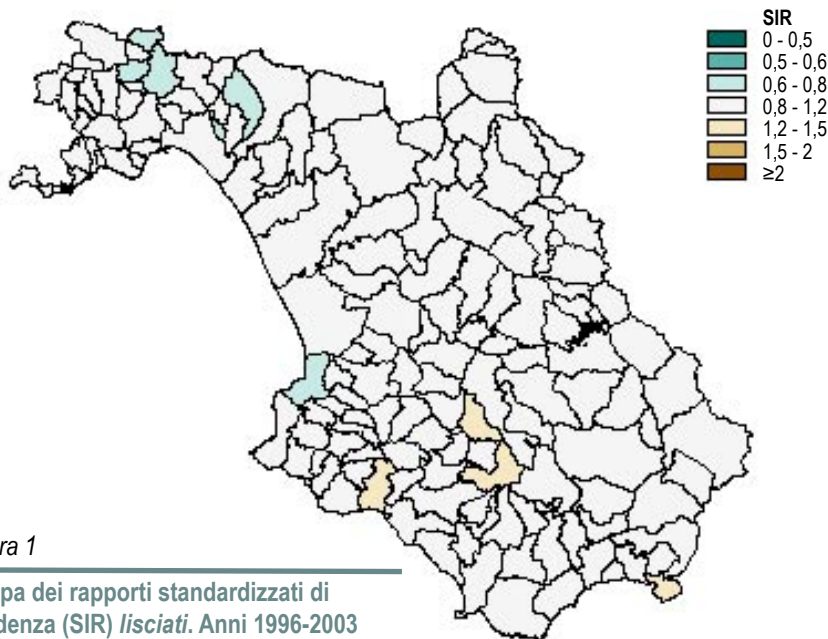 SIR
0 - 0,5
0,5 - 0,6
0,6 - 0,8
0,8 - 1,2
1,2 - 1,5
1,5 - 2
≥2
ra 1
pa dei rapporti standardizzati di
denza (SIR) lisciati. Anni 1996-2003